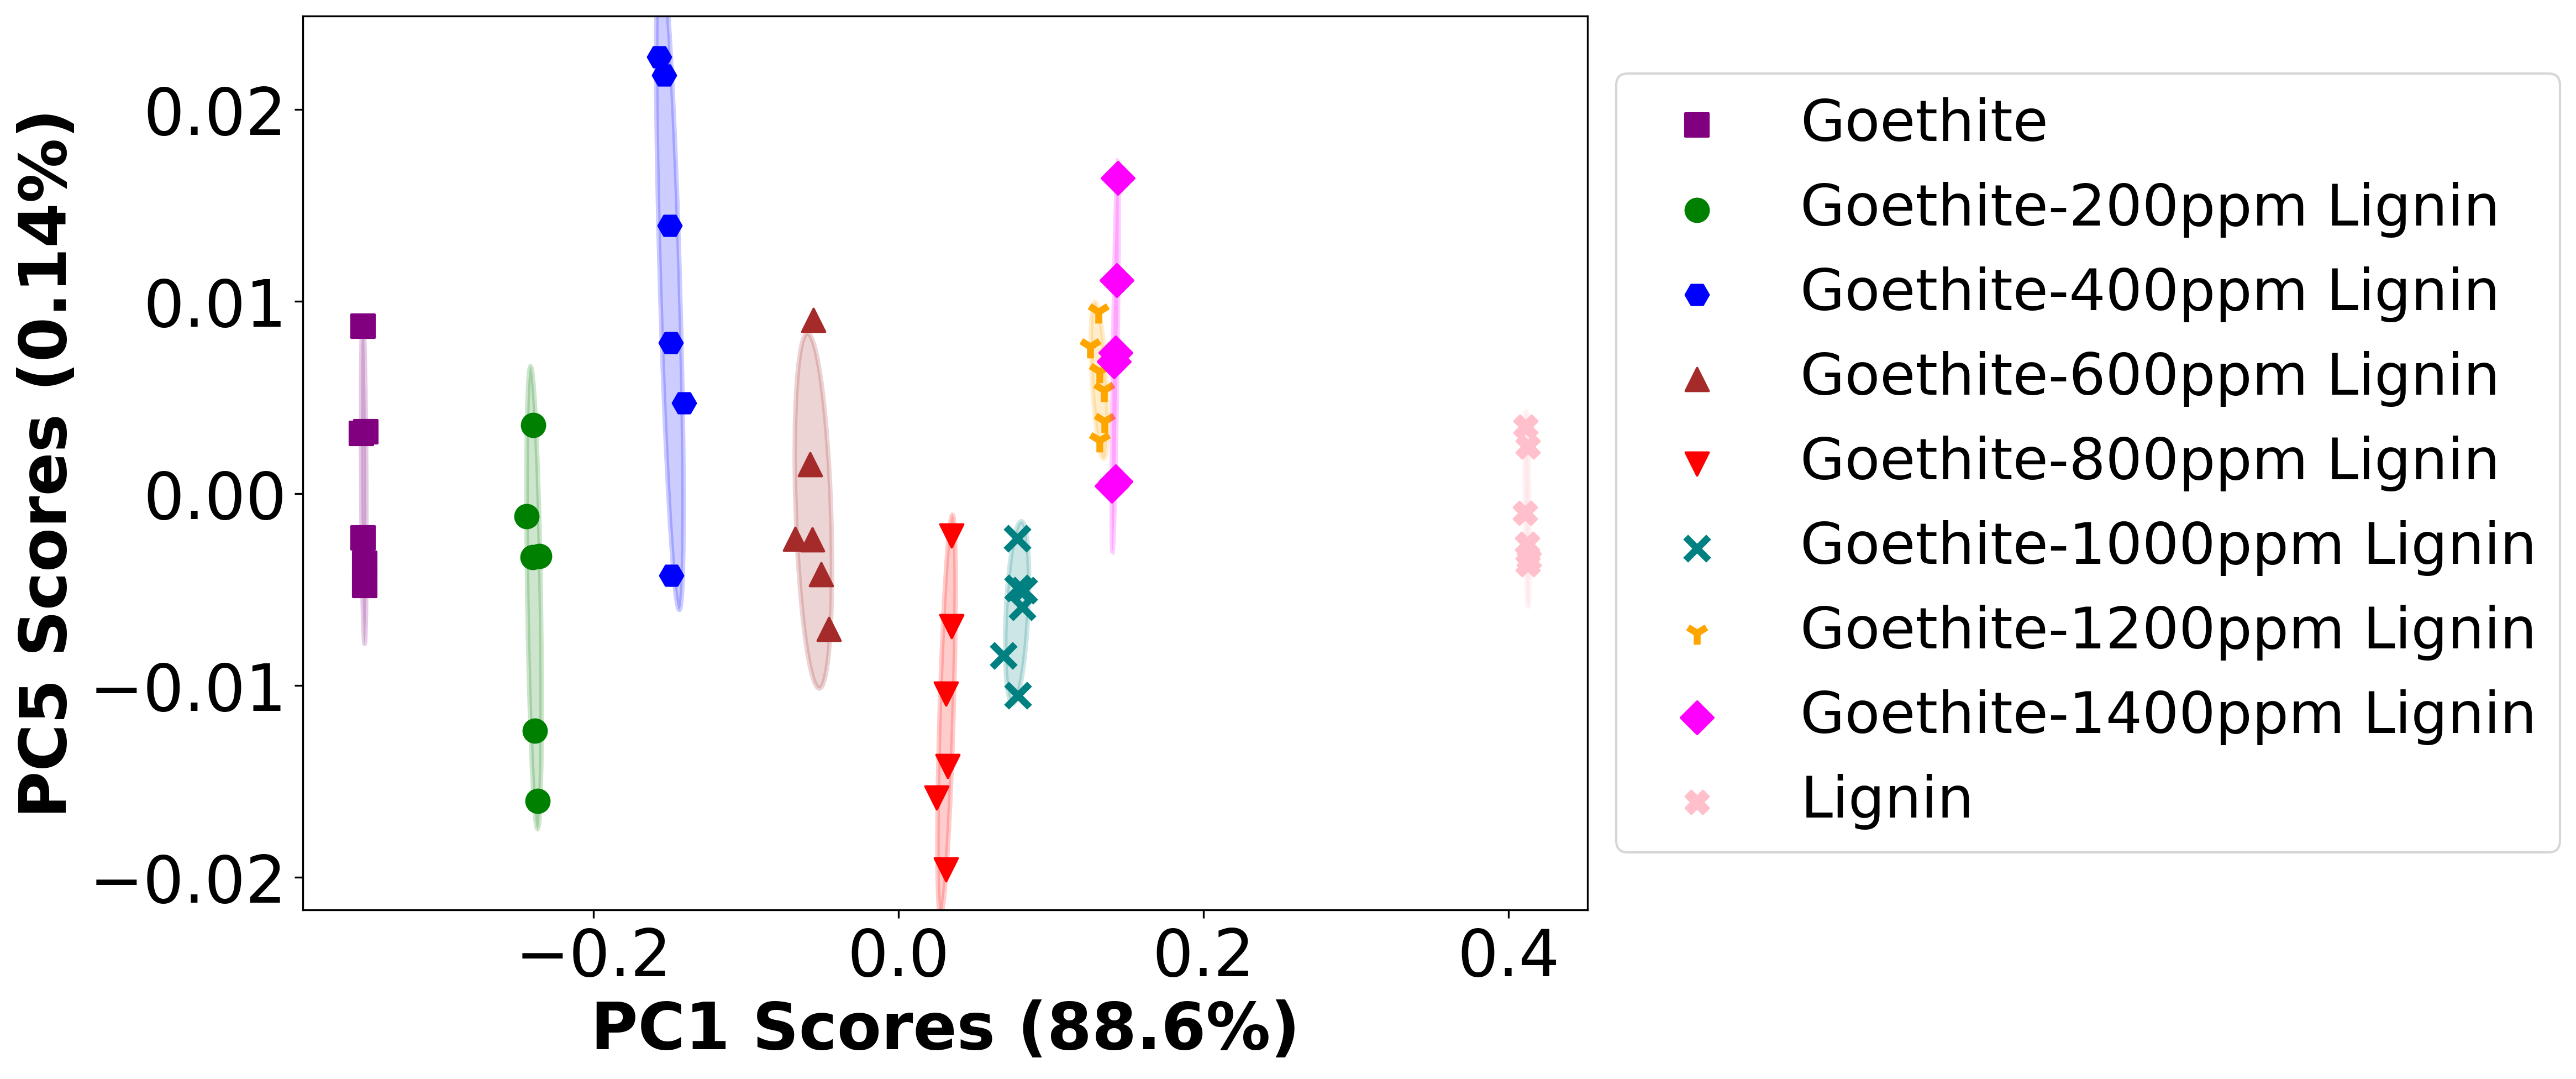 PC5 Scores (0.14%)
0.02
0.01
0.00
−0.01
−0.02
−0.2
0.0
0.2
0.4
PC1 Scores (88.6%)
Goethite
Goethite-200ppm Lignin
Goethite-400ppm Lignin
Goethite-600ppm Lignin
Goethite-800ppm Lignin
Goethite-1000ppm Lignin
Goethite-1200ppm Lignin
Goethite-1400ppm Lignin
Lignin